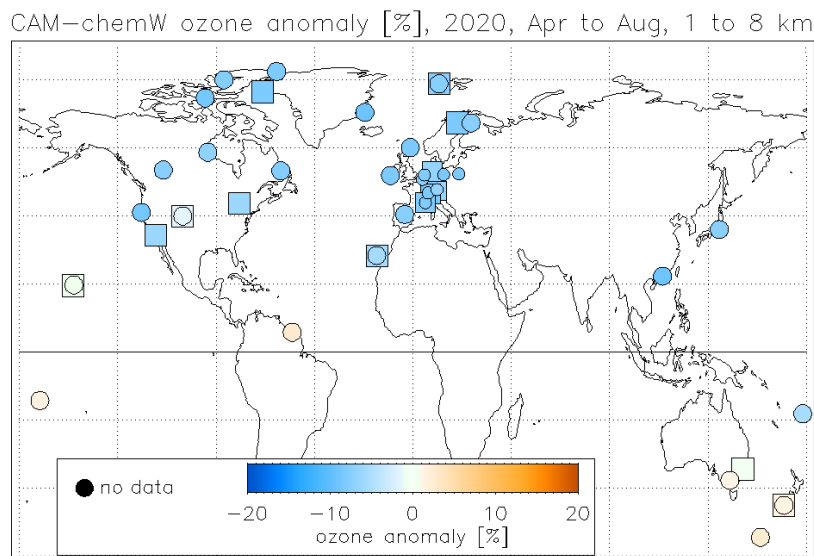 CAM-chemW ozone anomaly [%], 2020, Apr to Aug, 1 to 8 km
no data
-20 -10 0 10 20
ozone anomaly [%]